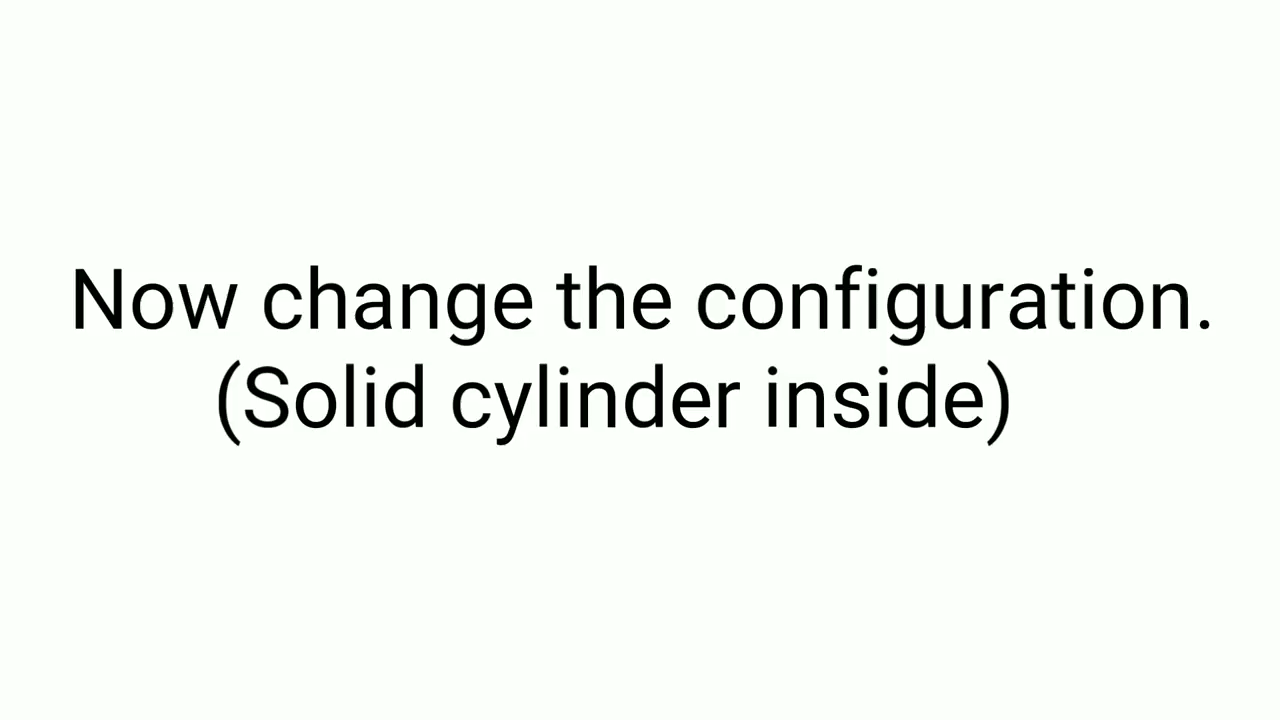 Now change the configuration.
(Solid cylinder inside)